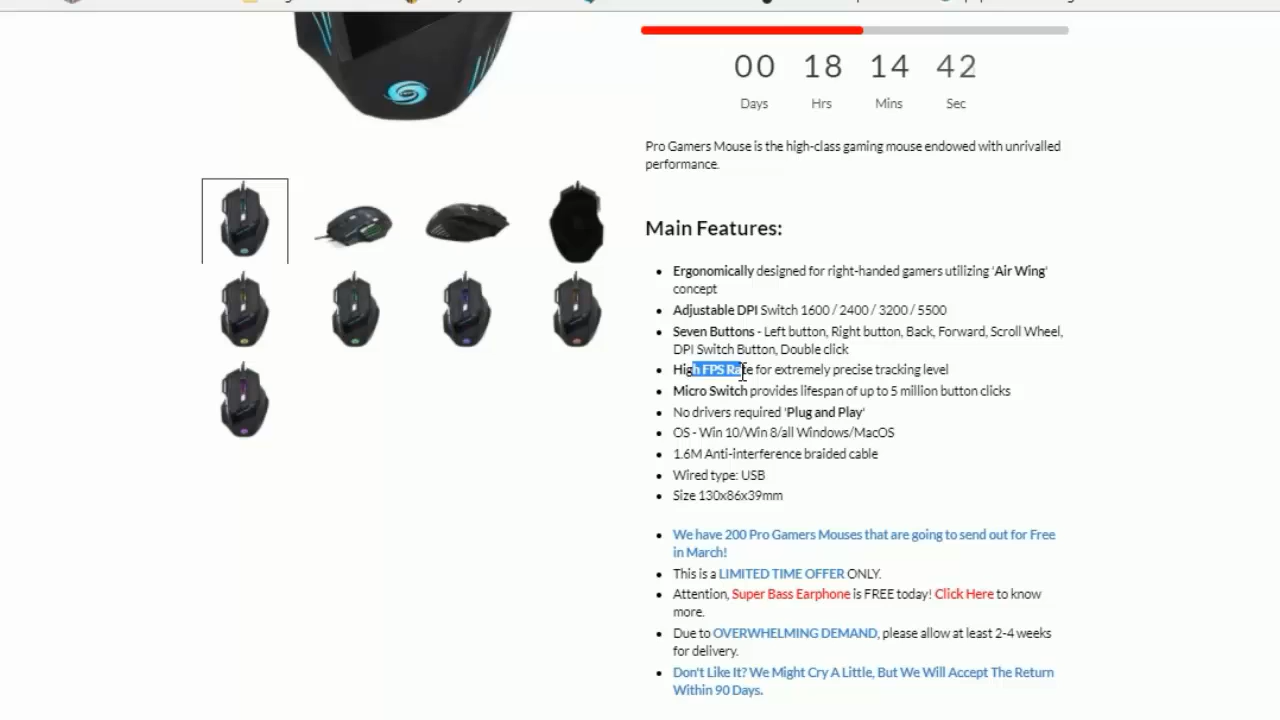 00 18 14 42
Days Hrs Mins Sec
Pro Gamers Mouse is the high-class gaming mouse endowed with unrivalled
performance.
Main Features:
Ergonomically designed for right-handed gamers utilizing 'Air Wing'
concept
Adjustable DPI Switch 1600 / 2400 / 3200 / 5500
Seven Buttons - Left button, Right button, Back, Forward, Scroll Wheel,
DPI Switch Button, Double click
High FPS Rate for extremely precise tracking level
Micro Switch provides lifespan of up to 5 million button clicks
No drivers required 'Plug and Play'
OS - Win 10/Win 8/all Windows/MacOS
1.6M Anti-interference braided cable
Wired type: USB
Size 130x86x39mm
We have 200 Pro Gamers Mouses that are going to send out for Free
in March!
This is a LIMITED TIME OFFER ONLY.
Attention, Super Bass Earphone is FREE today! Click Here to know
more.
Due to OVERWHELMING DEMAND, please allow at least 2-4 weeks
for delivery.
Don't Like It? We Might Cry A Little, But We Will Accept The Return
Within 90 Days.